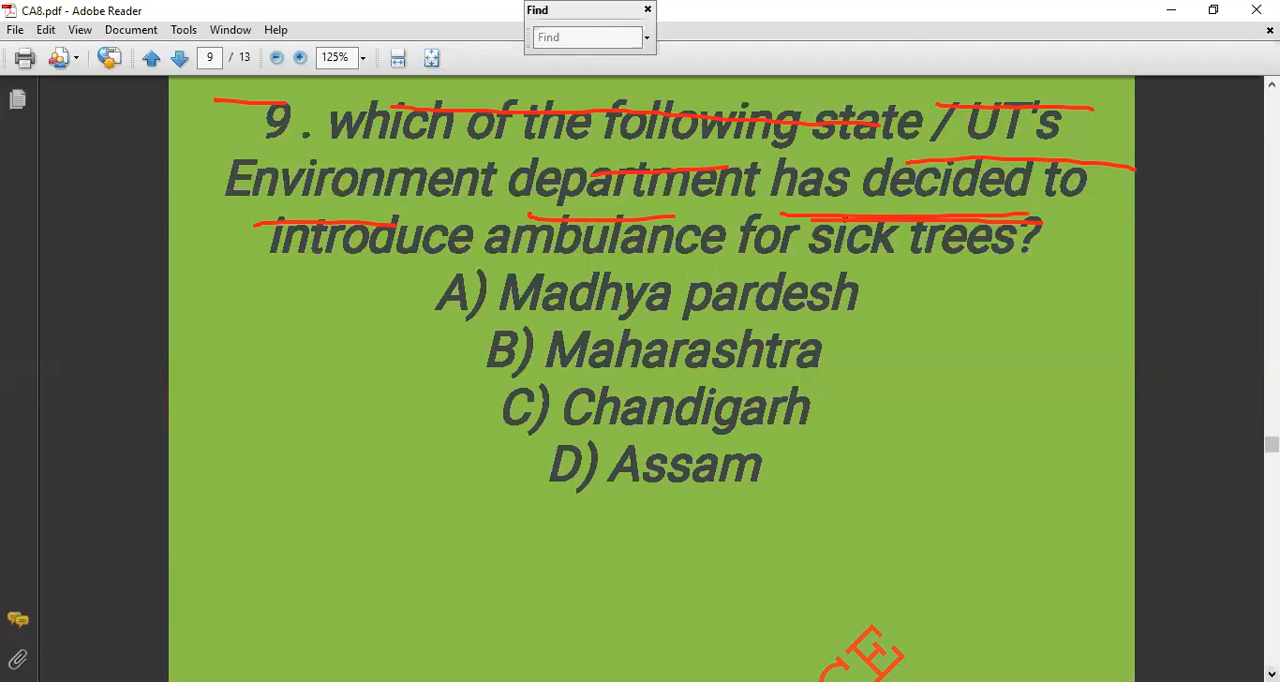 CA8.pdf - Adobe Reader
File Edit View Document Tools Window Help
Find
Find
9 / 13 125%
9 . which of the following state / UT's
Environment department has decided to
introduce ambulance for sick trees?
A) Madhya pardesh
B) Maharashtra
C) Chandigarh
D) Assam
CE